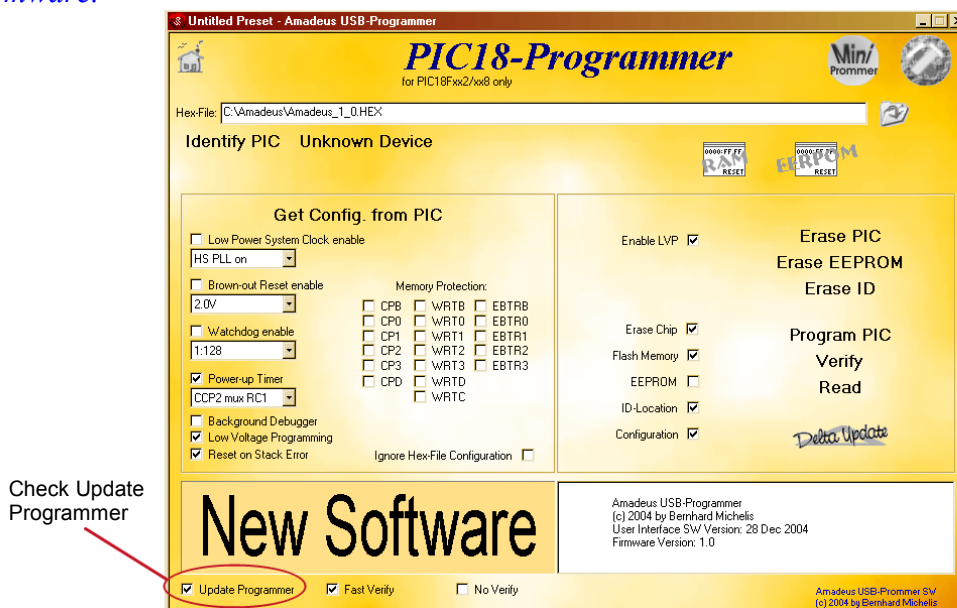 mware.
Untitled Preset - Amadeus USB-Programmer
PIC18-Programmer
for PIC18Fxx2/xx8 only
Mini
Prommer
Hex-File: C:\Amadeus\Amadeus_1_0.HEX
Identify PIC Unknown Device
0000:FF FF
RAM
RESET
EERPOM
RESET
Get Config. from PIC
Low Power System Clock enable
HS PLL on
Brown-out Reset enable
2.0V
Watchdog enable
1:128
Power-up Timer
CCP2 mux RC1
Background Debugger
Low Voltage Programming
Reset on Stack Error
Memory Protection:
CPB WRTB EBTRB
CP0 WRT0 EBTR0
CP1 WRT1 EBTR1
CP2 WRT2 EBTR2
CP3 WRT3 EBTR3
CPD WRTD
WRTC
Ignore Hex-File Configuration
Enable LVP
Erase Chip
Flash Memory
EEPROM
ID-Location
Configuration
Erase PIC
Erase EEPROM
Erase ID
Program PIC
Verify
Read
Delta Update
Check Update
Programmer
New Software
Amadeus USB-Programmer
(c) 2004 by Bernhard Michelis
User Interface SW Version: 28 Dec 2004
Firmware Version: 1.0
Update Programmer Fast Verify No Verify
Amadeus USB-Prommer SW
(c) 2004 by Bernhard Michelis